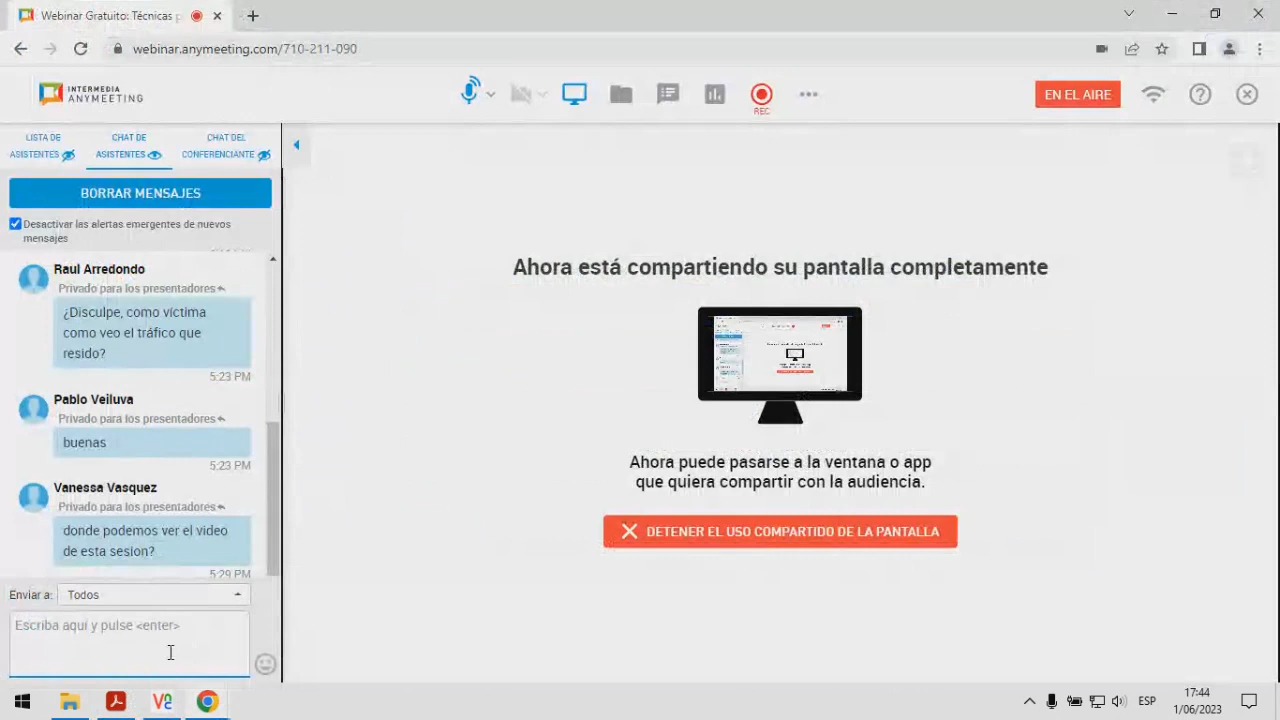 Webinar Gratuito: Técnicas p
webinar.anymeeting.com/710-211-090
INTERMEDIA
ANYMEETING
REC
EN EL AIRE
LISTA DE
ASISTENTES
CHAT DE
ASISTENTES
CHAT DEL
CONFERENCIANTE
BORRAR MENSAJES
Desactivar las alertas emergentes de nuevos
mensajes
Raul Arredondo
Privado para los presentadores
¿Disculpe, como víctima
como veo el tráfico que
resido?
5:23 PM
Pablo Veiluva
Privado para los presentadores
buenas
5:23 PM
Vanessa Vasquez
Privado para los presentadores
donde podemos ver el video
de esta sesion?
5:29 PM
Enviar a:
Todos
Escriba aquí y pulse <enter>
Ahora está compartiendo su pantalla completamente
Ahora puede pasarse a la ventana o app
que quiera compartir con la audiencia.
DETENER EL USO COMPARTIDO DE LA PANTALLA
ESP
17:44
1/06/2023